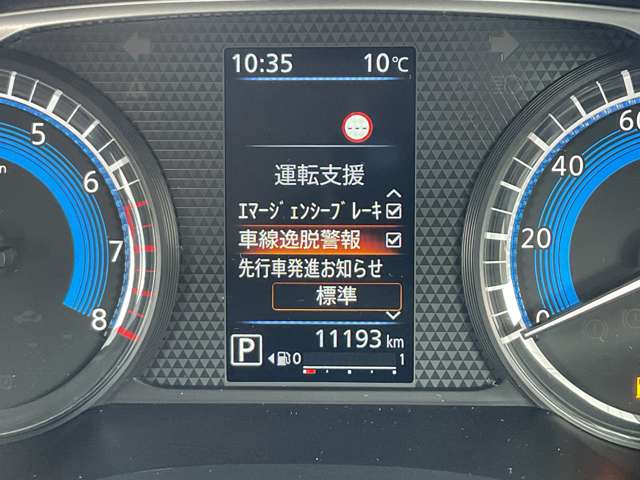 10:35 10℃
運転支援
ｴﾏｰｼﾞｪﾝｼｰﾌﾞﾚｰｷ
車線逸脱警報
先行車発進お知らせ
標準
11193 km
P 0 1
5
6
7
8
60
40
20
0